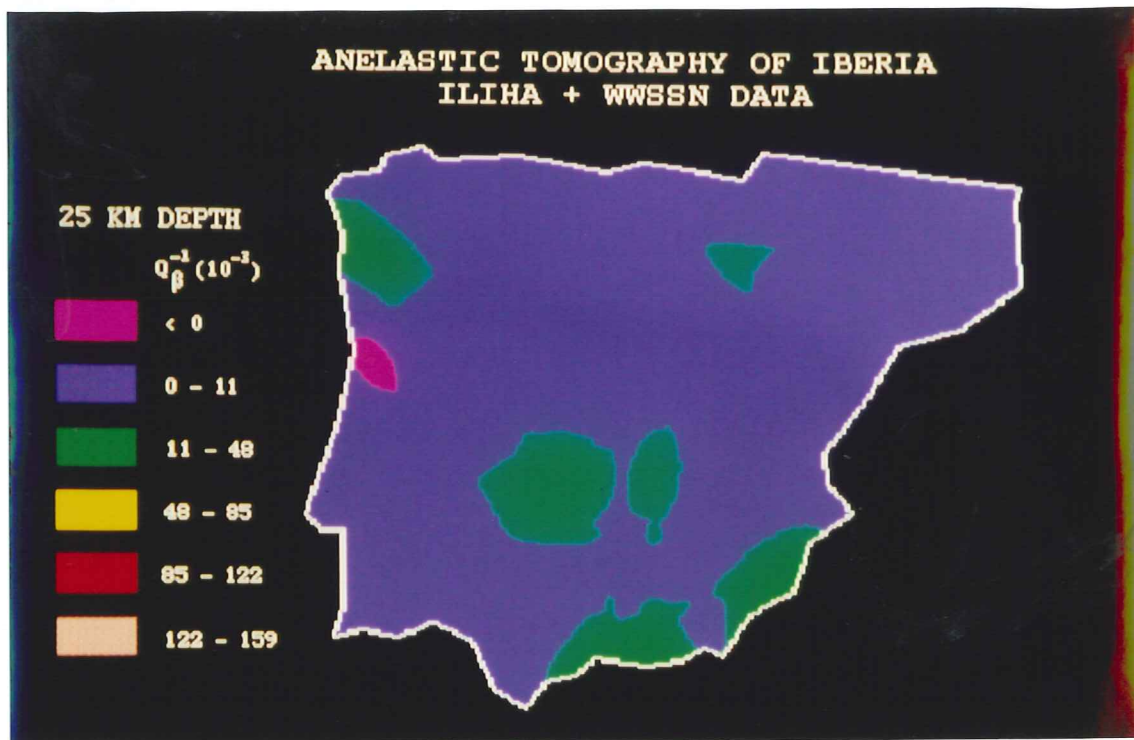 ANELASTIC TOMOGRAPHY OF IBERIA
ILIHA + WWSSN DATA
25 KM DEPTH
Q_β^-1 (10^-3)
< 0
0 - 11
11 - 48
48 - 85
85 - 122
122 - 159